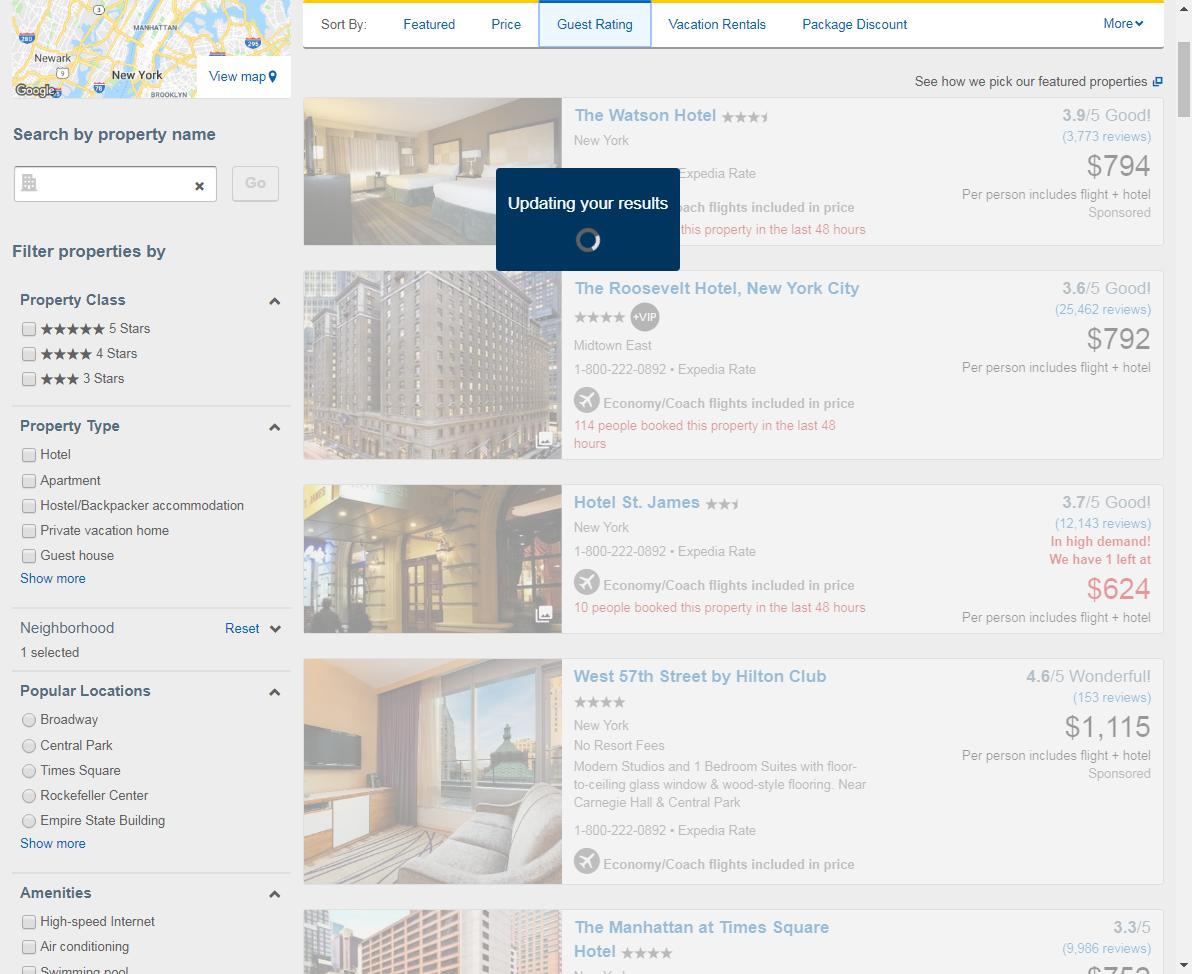 MANHATTAN
3
280
295
Newark
9
New York
78
BROOKLYN
Google
View map
Search by property name
Go
Filter properties by
Property Class
5 Stars
4 Stars
3 Stars
Property Type
Hotel
Apartment
Hostel/Backpacker accommodation
Private vacation home
Guest house
Show more
Neighborhood Reset
1 selected
Popular Locations
Broadway
Central Park
Times Square
Rockefeller Center
Empire State Building
Show more
Amenities
High-speed Internet
Air conditioning
Swimming pool
Sort By: Featured Price Guest Rating Vacation Rentals Package Discount More
See how we pick our featured properties
Updating your results
The Watson Hotel
New York
Expedia Rate
ach flights included in price
this property in the last 48 hours
3.9/5 Good!
(3,773 reviews)
$794
Per person includes flight + hotel
Sponsored
The Roosevelt Hotel, New York City
+VIP
Midtown East
1-800-222-0892 • Expedia Rate
Economy/Coach flights included in price
114 people booked this property in the last 48
hours
3.6/5 Good!
(25,462 reviews)
$792
Per person includes flight + hotel
Hotel St. James
New York
1-800-222-0892 • Expedia Rate
Economy/Coach flights included in price
10 people booked this property in the last 48 hours
3.7/5 Good!
(12,143 reviews)
In high demand!
We have 1 left at
$624
Per person includes flight + hotel
West 57th Street by Hilton Club
New York
No Resort Fees
Modern Studios and 1 Bedroom Suites with floor-
to-ceiling glass window & wood-style flooring. Near
Carnegie Hall & Central Park
1-800-222-0892 • Expedia Rate
Economy/Coach flights included in price
4.6/5 Wonderful!
(153 reviews)
$1,115
Per person includes flight + hotel
Sponsored
The Manhattan at Times Square
Hotel
New York
3.3/5
(9,986 reviews)
$752